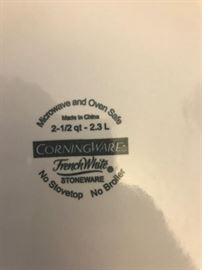 Microwave and Oven Safe
Made in China
2-1/2 qt - 2.3 L
CORNINGWARE®
French White®
STONEWARE
No Stovetop No Broiler